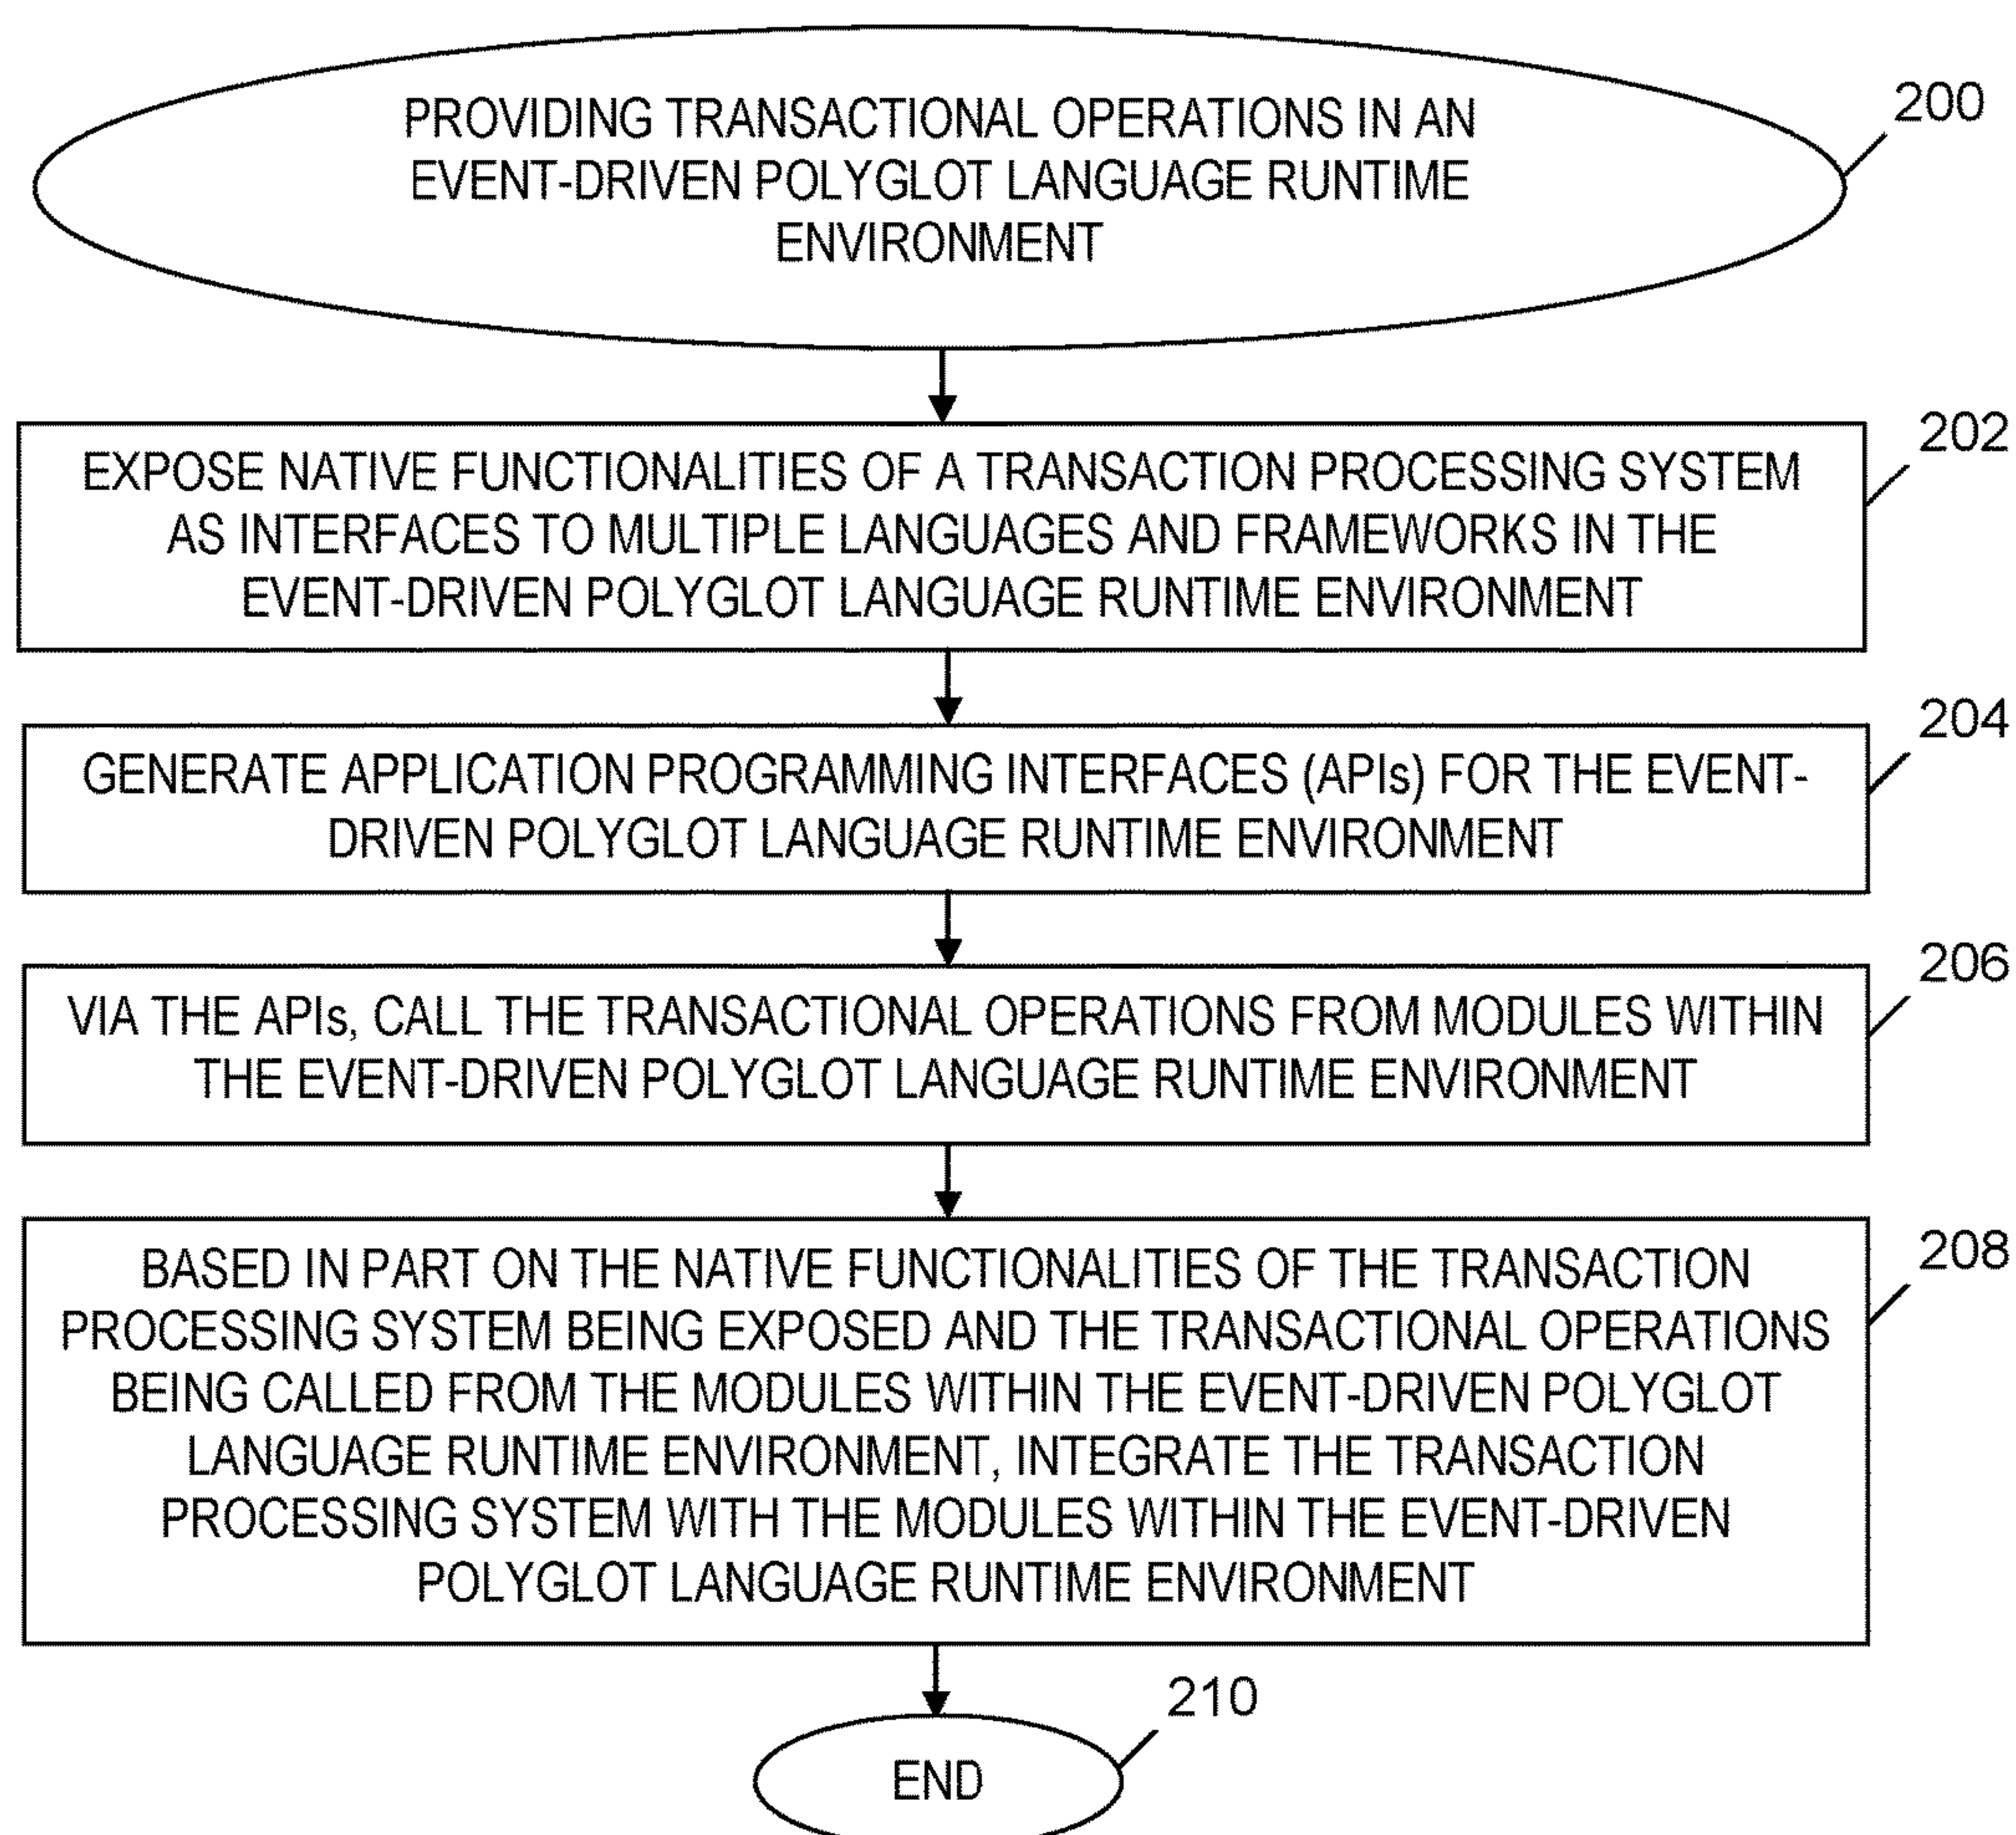 PROVIDING TRANSACTIONAL OPERATIONS IN AN
EVENT-DRIVEN POLYGLOT LANGUAGE RUNTIME
ENVIRONMENT
200
EXPOSE NATIVE FUNCTIONALITIES OF A TRANSACTION PROCESSING SYSTEM
AS INTERFACES TO MULTIPLE LANGUAGES AND FRAMEWORKS IN THE
EVENT-DRIVEN POLYGLOT LANGUAGE RUNTIME ENVIRONMENT
202
GENERATE APPLICATION PROGRAMMING INTERFACES (APIs) FOR THE EVENT-
DRIVEN POLYGLOT LANGUAGE RUNTIME ENVIRONMENT
204
VIA THE APIs, CALL THE TRANSACTIONAL OPERATIONS FROM MODULES WITHIN
THE EVENT-DRIVEN POLYGLOT LANGUAGE RUNTIME ENVIRONMENT
206
BASED IN PART ON THE NATIVE FUNCTIONALITIES OF THE TRANSACTION
PROCESSING SYSTEM BEING EXPOSED AND THE TRANSACTIONAL OPERATIONS
BEING CALLED FROM THE MODULES WITHIN THE EVENT-DRIVEN POLYGLOT
LANGUAGE RUNTIME ENVIRONMENT, INTEGRATE THE TRANSACTION
PROCESSING SYSTEM WITH THE MODULES WITHIN THE EVENT-DRIVEN
POLYGLOT LANGUAGE RUNTIME ENVIRONMENT
208
END
210